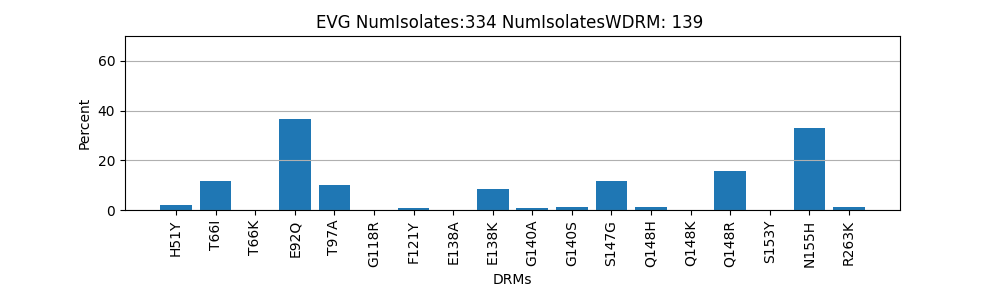 EVG NumIsolates:334 NumIsolatesWDRM: 139
Percent
60
40
20
0
H51Y
T66I
T66K
E92Q
T97A
G118R
F121Y
E138A
E138K
G140A
G140S
S147G
Q148H
Q148K
Q148R
S153Y
N155H
R263K
DRMs